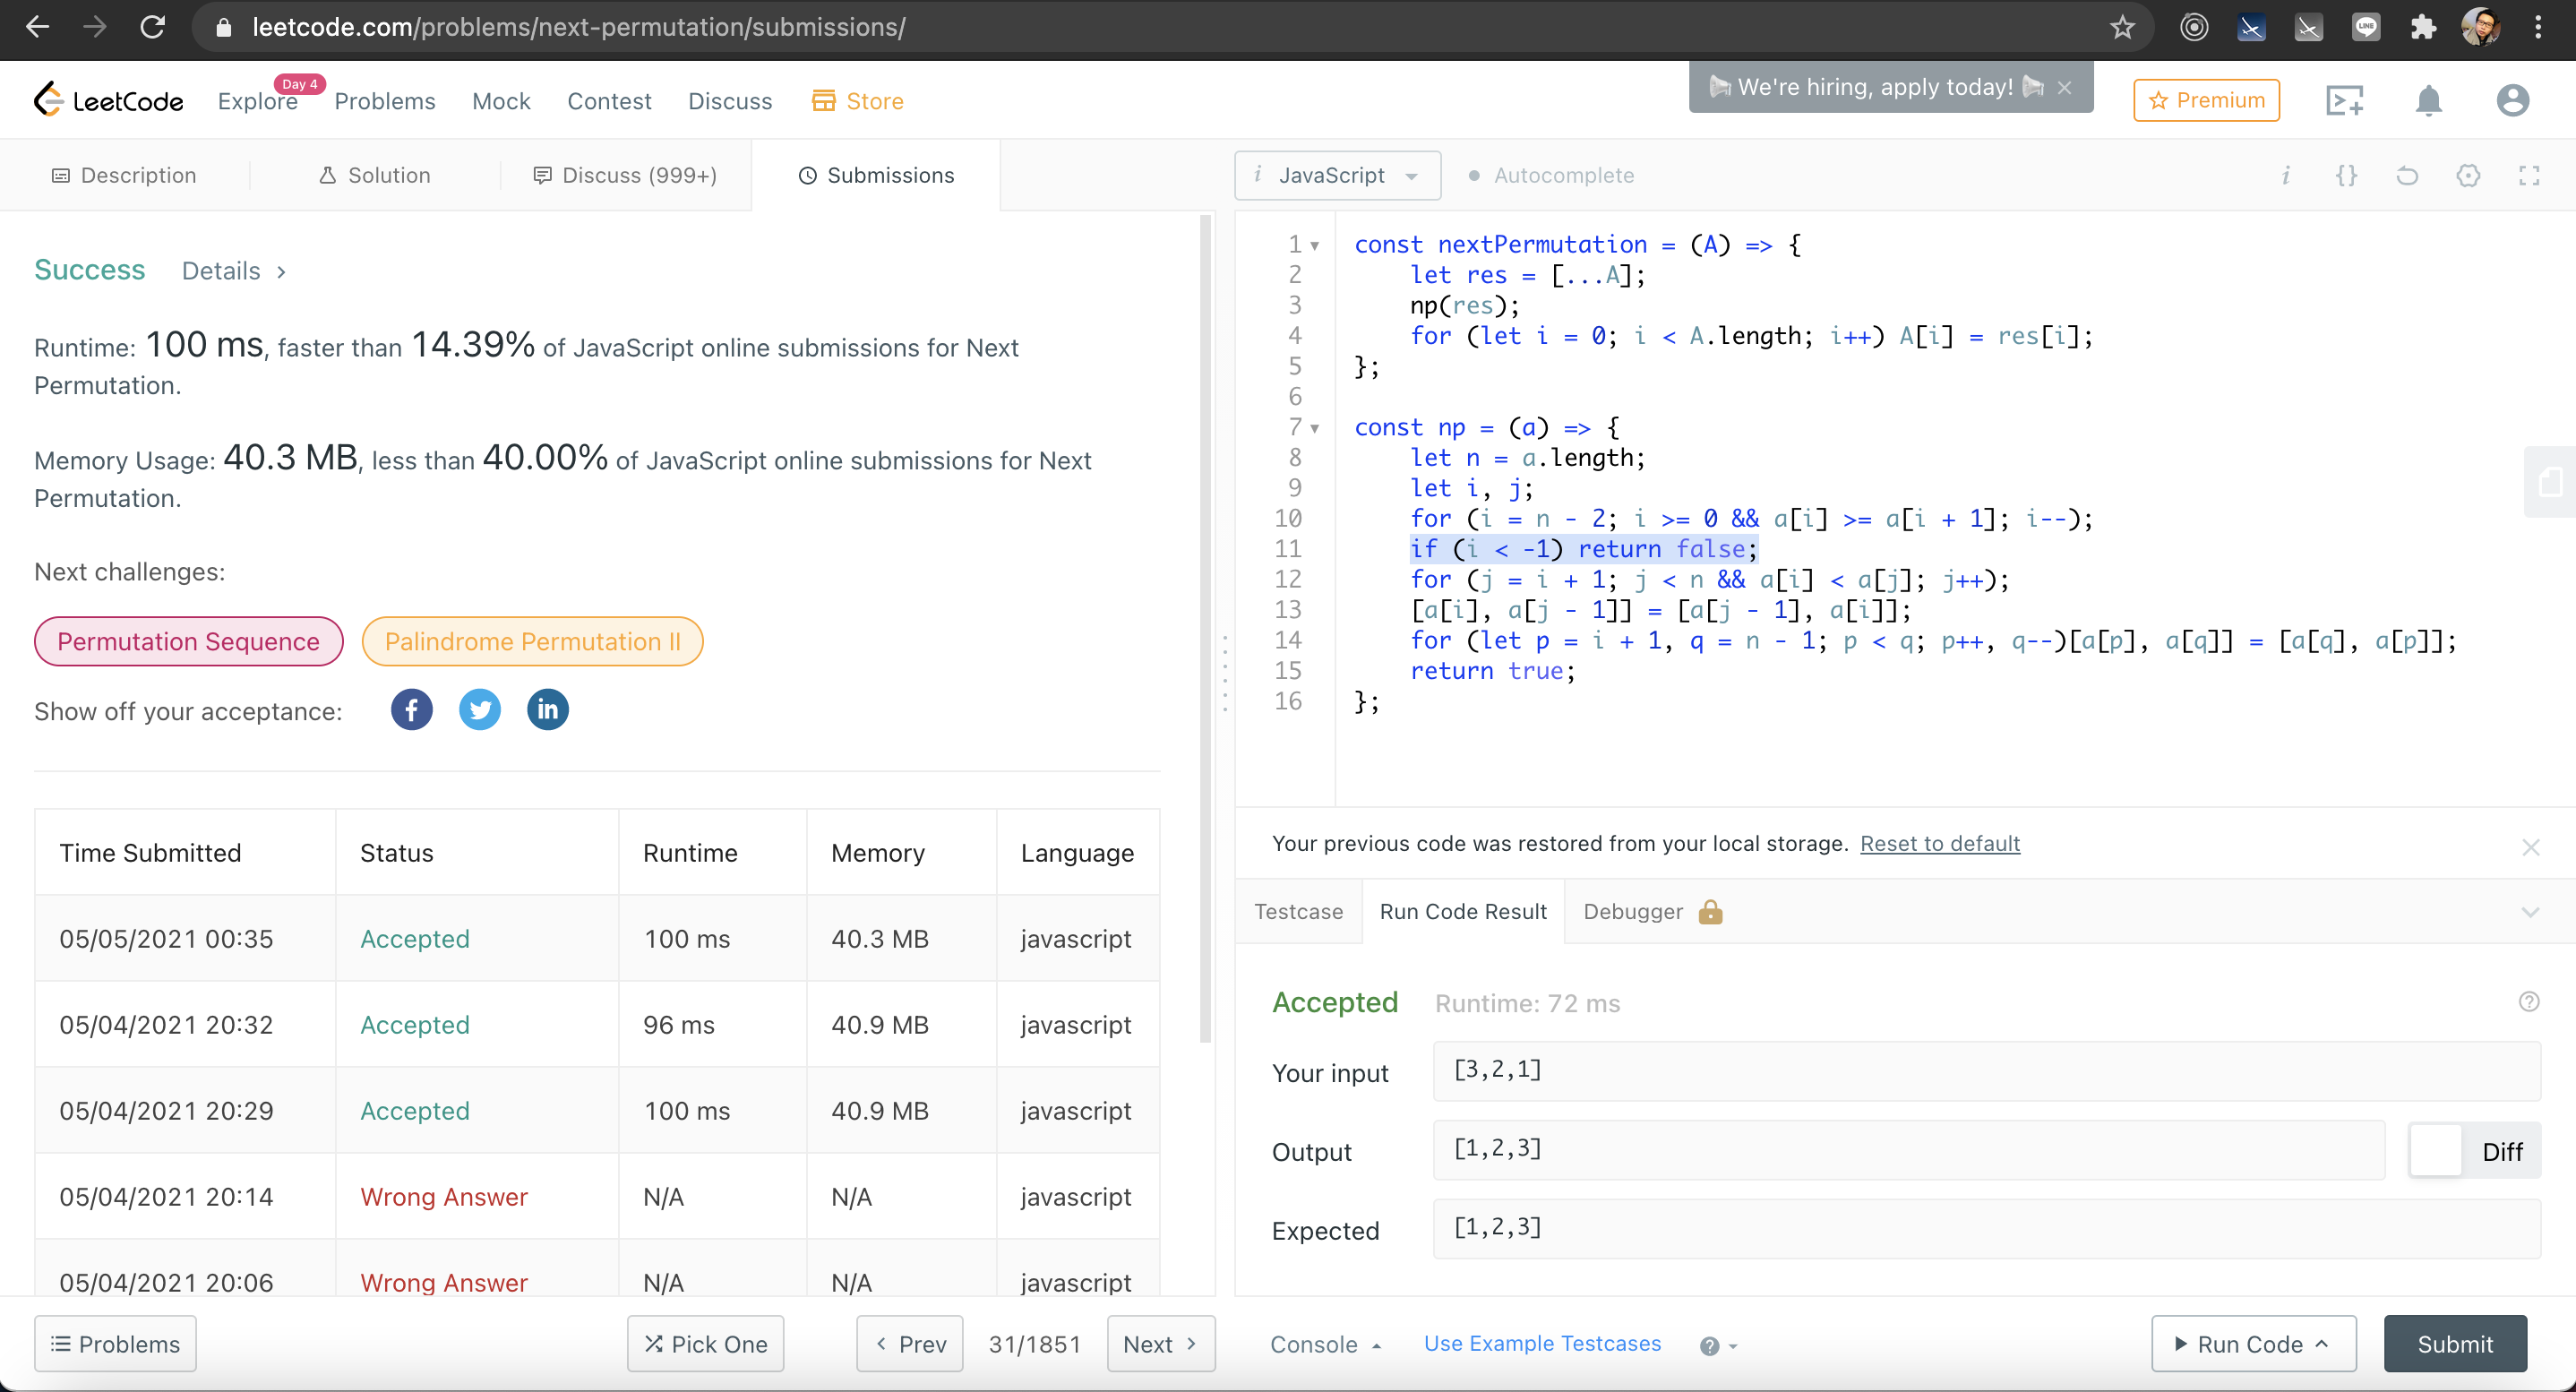 leetcode.com/problems/next-permutation/submissions/
LeetCode
Explore
Day 4
Problems
Mock
Contest
Discuss
Store
We're hiring, apply today!
Premium
Description
Solution
Discuss (999+)
Submissions
i JavaScript
Autocomplete
Success Details
Runtime: 100 ms, faster than 14.39% of JavaScript online submissions for Next
Permutation.
Memory Usage: 40.3 MB, less than 40.00% of JavaScript online submissions for Next
Permutation.
Next challenges:
Permutation Sequence
Palindrome Permutation II
Show off your acceptance:
Time Submitted Status Runtime Memory Language
05/05/2021 00:35 Accepted 100 ms 40.3 MB javascript
05/04/2021 20:32 Accepted 96 ms 40.9 MB javascript
05/04/2021 20:29 Accepted 100 ms 40.9 MB javascript
05/04/2021 20:14 Wrong Answer N/A N/A javascript
05/04/2021 20:06 Wrong Answer N/A N/A javascript
Problems
Pick One
Prev
31/1851
Next
1 const nextPermutation = (A) => {
2 let res = [...A];
3 np(res);
4 for (let i = 0; i < A.length; i++) A[i] = res[i];
5 };
6
7 const np = (a) => {
8 let n = a.length;
9 let i, j;
10 for (i = n - 2; i >= 0 && a[i] >= a[i + 1]; i--);
11 if (i < -1) return false;
12 for (j = i + 1; j < n && a[i] < a[j]; j++);
13 [a[i], a[j - 1]] = [a[j - 1], a[i]];
14 for (let p = i + 1, q = n - 1; p < q; p++, q--)[a[p], a[q]] = [a[q], a[p]];
15 return true;
16 };
Your previous code was restored from your local storage. Reset to default
Testcase
Run Code Result
Debugger
Accepted Runtime: 72 ms
Your input [3,2,1]
Output [1,2,3] Diff
Expected [1,2,3]
Console
Use Example Testcases
Run Code
Submit